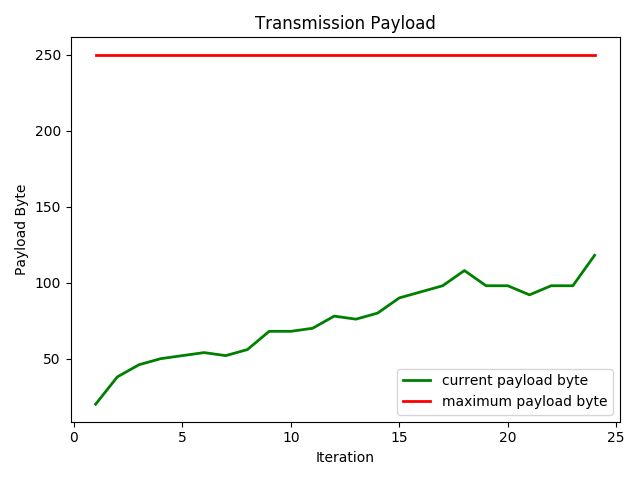 Transmission Payload
250
200
150
100
50
Payload Byte
current payload byte
maximum payload byte
0 5 10 15 20 25
Iteration